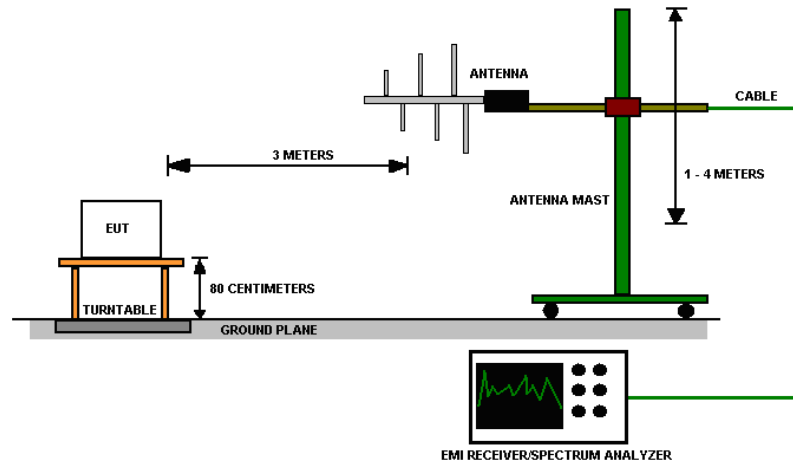 ANTENNA
CABLE
3 METERS
1 - 4 METERS
ANTENNA MAST
EUT
80 CENTIMETERS
TURNTABLE
GROUND PLANE
EMI RECEIVER/SPECTRUM ANALYZER